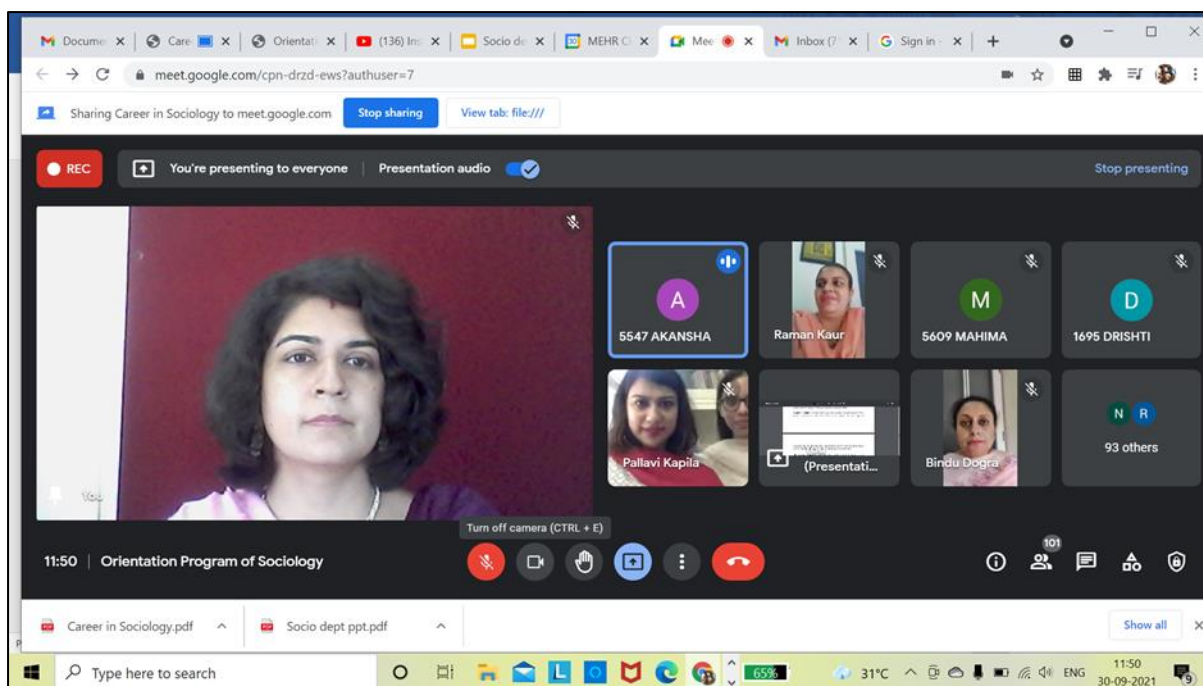 Docume
Care
Orientati
(136) Ins
Socio de
MEHR C
Mee
Inbox (7
Sign in -
meet.google.com/cpn-drzd-ews?authuser=7
Sharing Career in Sociology to meet.google.com
Stop sharing
View tab: file:///
REC
You're presenting to everyone
Presentation audio
Stop presenting
A
5547 AKANSHA
Raman Kaur
M
5609 MAHIMA
D
1695 DRISHTI
Pallavi Kapila
(Presentati...
Bindu Dogra
N R
93 others
You
Turn off camera (CTRL + E)
11:50 | Orientation Program of Sociology
101
Career in Sociology.pdf
Socio dept ppt.pdf
Show all
Type here to search
65%
31°C
ENG
11:50
30-09-2021